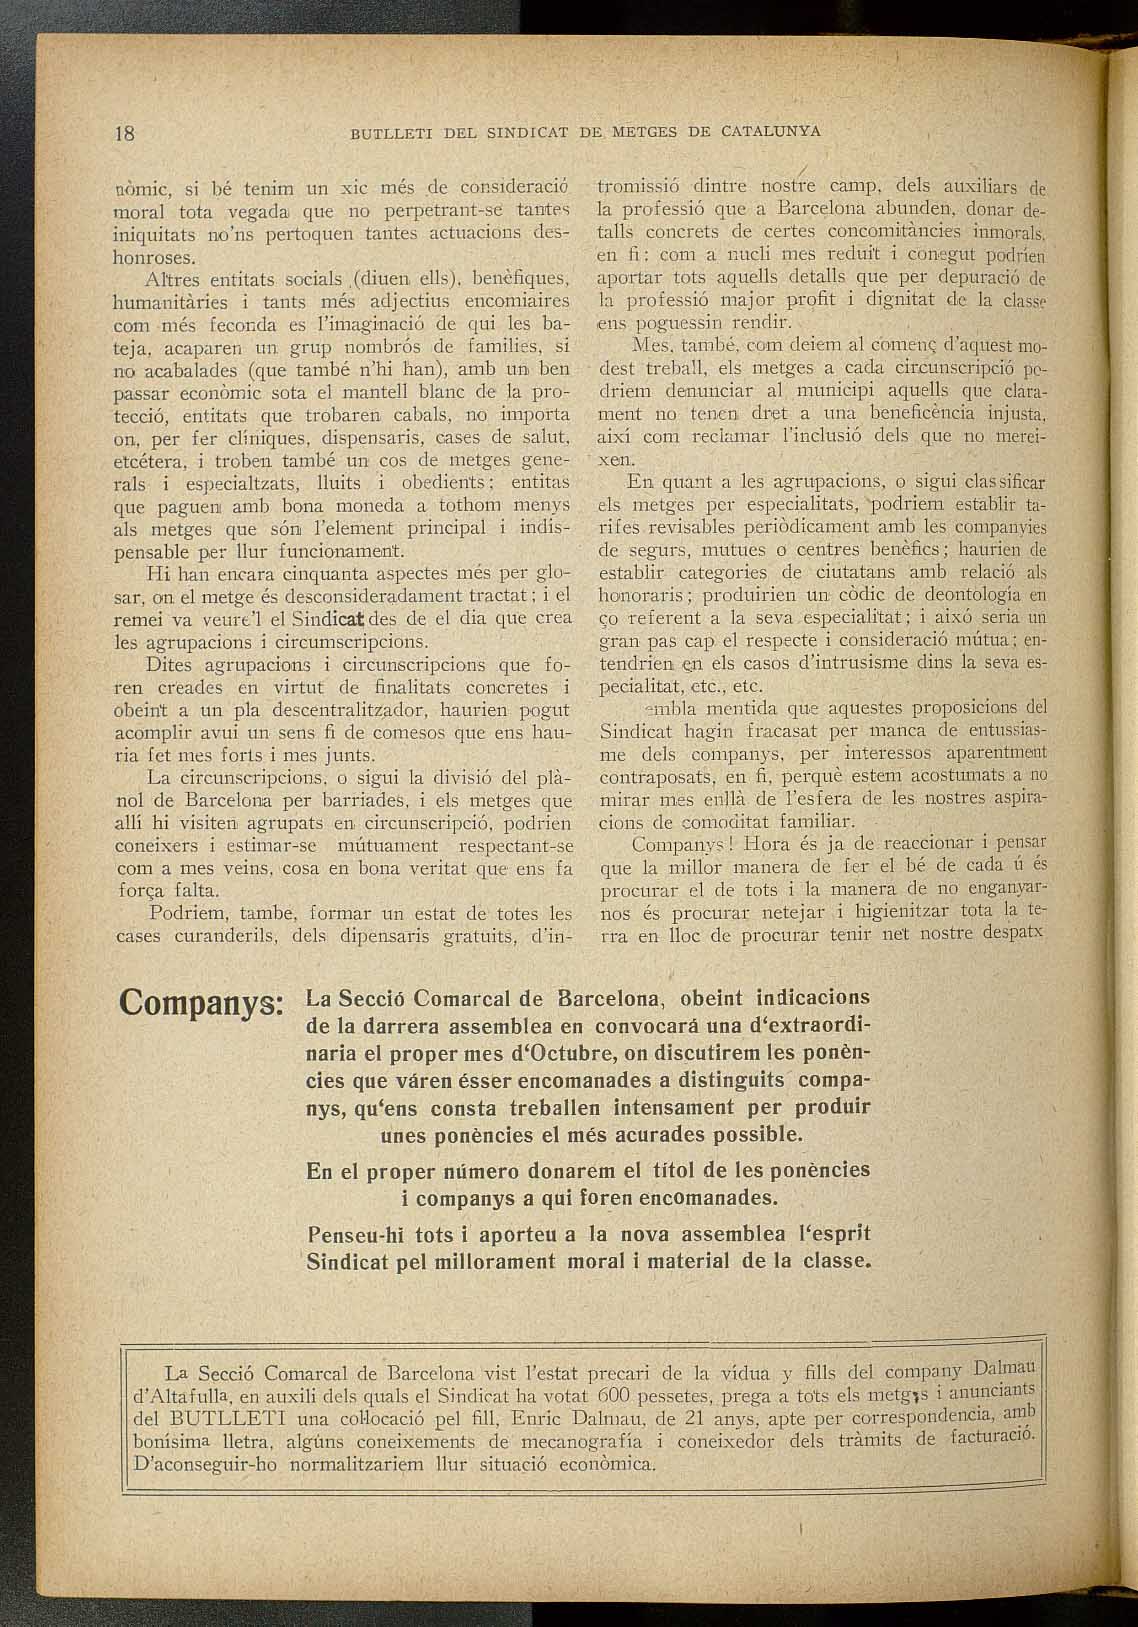 18
BUTLLETI DEL SINDICAT DE METGES DE CATALUNYA
nòmic, si bé tenim un xic més de consideració
moral tota vegada que no perpetrant-se tantes
iniquitats no'ns pertoquen tantes actuacions des-
honroses.
Altres entitats socials (diuen ells), benèfiques,
humanitàries i tants més adjectius encomiaires
com més feconda es l'imaginació de qui les ba-
teja, acaparen un grup nombrós de families, si
no acabalades (que també n'hi han), amb un ben
passar econòmic sota el mantell blanc de la pro-
tecció, entitats que trobaren cabals, no importa
on, per fer clíniques, dispensaris, cases de salut,
etcétera, i troben també un cos de metges gene-
rals i especialtzats, lluits i obedients; entitas
que paguen amb bona moneda a tothom menys
als metges que són l'element principal i indis-
pensable per llur funcionament.
Hi han encara cinquanta aspectes més per glo-
sar, on el metge és desconsideradament tractat; i el
remei va veure'l el Sindicat des de el dia que crea
les agrupacions i circumscripcions.
Dites agrupacions i circunscripcions que fo-
ren creades en virtut de finalitats concretes i
obeint a un pla descentralitzador, haurien pogut
acomplir avui un sens fi de comesos que ens hau-
ria fet mes forts i mes junts.
La circunscripcions, o sigui la divisió del plà-
nol de Barcelona per barriades, i els metges que
allí hi visiten agrupats en circunscripció, podrien
coneixers i estimar-se mútuament respectant-se
com a mes veins, cosa en bona veritat que ens fa
força falta.
Podriem, tambe, formar un estat de totes les
cases curanderils, dels dipensaris gratuits, d'in-
tromissió dintre nostre camp, dels auxiliars de
la professió que a Barcelona abunden, donar de-
talls concrets de certes concomitàncies inmorals,
en fi: com a nucli mes reduit i conegut podrien
aportar tots aquells detalls que per depuració de
la professió major profit i dignitat de la classe
ens poguessin rendir.
Mes, també, com deiem al començ d'aquest mo-
dest treball, els metges a cada circunscripció po-
driem denunciar al municipi aquells que clara-
ment no tenen dret a una beneficència injusta,
així com reclamar l'inclusió dels que no merei-
xen.
En quant a les agrupacions, o sigui classificar
els metges per especialitats, podriem establir ta-
rifes revisables periòdicament amb les companyies
de segurs, mutues o centres benèfics; haurien de
establir categories de ciutatans amb relació als
honoraris; produirien un còdic de deontología en
ço referent a la seva especialitat; i aixó seria un
gran pas cap el respecte i consideració mútua; en-
tendrien en els casos d'intrusisme dins la seva es-
pecialitat, etc., etc.
embla mentida que aquestes proposicions del
Sindicat hagin fracasat per manca de entussias-
me dels companys, per interessos aparentment
contraposats, en fi, perquè estem acostumats a no
mirar mes enllà de l'esfera de les nostres aspira-
cions de comoditat familiar.
Companys! Hora és ja de reaccionar i pensar
que la millor manera de fer el bé de cada ú és
procurar el de tots i la manera de no enganyar-
nos és procurar netejar i higienitzar tota la te-
rra en lloc de procurar tenir net nostre despatx
Companys:
La Secció Comarcal de Barcelona, obeint indicacions
de la darrera assemblea en convocará una d'extraordi-
naria el proper mes d'Octubre, on discutirem les ponèn-
cies que váren ésser encomanades a distinguits compa-
nys, qu'ens consta treballen intensament per produir
unes ponències el més acurades possible.
En el proper número donarem el títol de les ponències
i companys a qui foren encomanades.
Penseu-hi tots i aporteu a la nova assemblea l'esprit
Sindicat pel millorament moral i material de la classe.
La Secció Comarcal de Barcelona vist l'estat precari de la vídua y fills del company Dalmau
d'Altafulla, en auxili dels quals el Sindicat ha votat 600 pessetes, prega a tots els metges i anunciants
del BUTLLETI una col·locació pel fill, Enric Dalmau, de 21 anys, apte per correspondencia, amb
bonísima lletra, algúns coneixements de mecanografía i coneixedor dels tràmits de facturació.
D'aconseguir-ho normalitzariem llur situació econòmica.